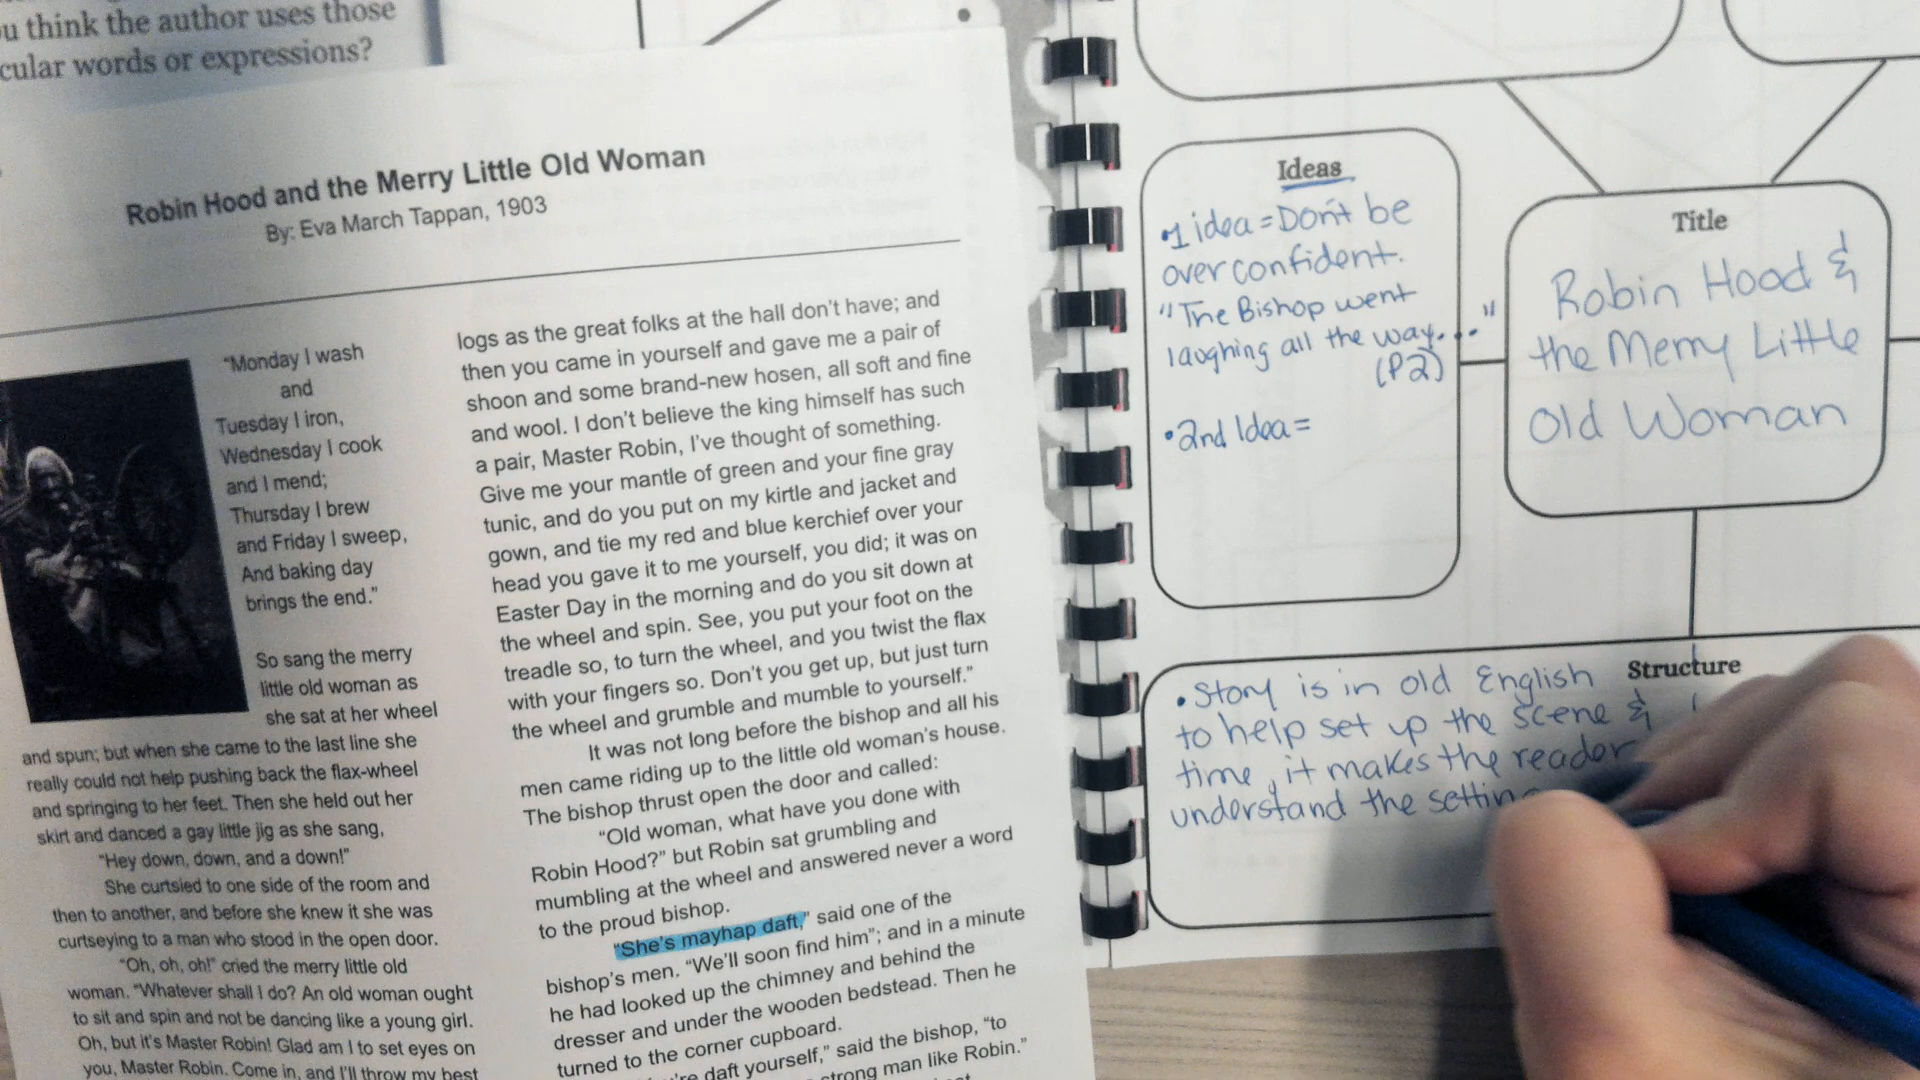 u think the author uses those
cular words or expressions?
Robin Hood and the Merry Little Old Woman
By: Eva March Tappan, 1903
“Monday I wash
and
Tuesday I iron,
Wednesday I cook
and I mend;
Thursday I brew
and Friday I sweep,
And baking day
brings the end.”
So sang the merry
little old woman as
she sat at her wheel
and spun; but when she came to the last line she
really could not help pushing back the flax-wheel
and springing to her feet. Then she held out her
skirt and danced a gay little jig as she sang,
“Hey down, down, and a down!”
She curtsied to one side of the room and
then to another, and before she knew it she was
curtseying to a man who stood in the open door.
“Oh, oh, oh!” cried the merry little old
woman. “Whatever shall I do? An old woman ought
to sit and spin and not be dancing like a young girl.
Oh, but it's Master Robin! Glad am I to set eyes on
you, Master Robin. Come in, and I'll throw my best
logs as the great folks at the hall don't have; and
then you came in yourself and gave me a pair of
shoon and some brand-new hosen, all soft and fine
and wool. I don't believe the king himself has such
a pair, Master Robin, I've thought of something.
Give me your mantle of green and your fine gray
tunic, and do you put on my kirtle and jacket and
gown, and tie my red and blue kerchief over your
head you gave it to me yourself, you did; it was on
Easter Day in the morning and do you sit down at
the wheel and spin. See, you put your foot on the
treadle so, to turn the wheel, and you twist the flax
with your fingers so. Don't you get up, but just turn
the wheel and grumble and mumble to yourself.”
It was not long before the bishop and all his
men came riding up to the little old woman's house.
The bishop thrust open the door and called:
“Old woman, what have you done with
Robin Hood?” but Robin sat grumbling and
mumbling at the wheel and answered never a word
to the proud bishop.
“She's mayhap daft,” said one of the
bishop's men. “We'll soon find him”; and in a minute
he had looked up the chimney and behind the
dresser and under the wooden bedstead. Then he
turned to the corner cupboard.
daft yourself,” said the bishop, “to
strong man like Robin.”
Ideas
•1 idea = Don't be
over confident.
"The Bishop went
laughing all the way..."
(P2)
•2nd Idea =
Title
Robin Hood &
the Merry Little
Old Woman
Structure
•Story is in old English
to help set up the scene &
time, it makes the reader
understand the settin